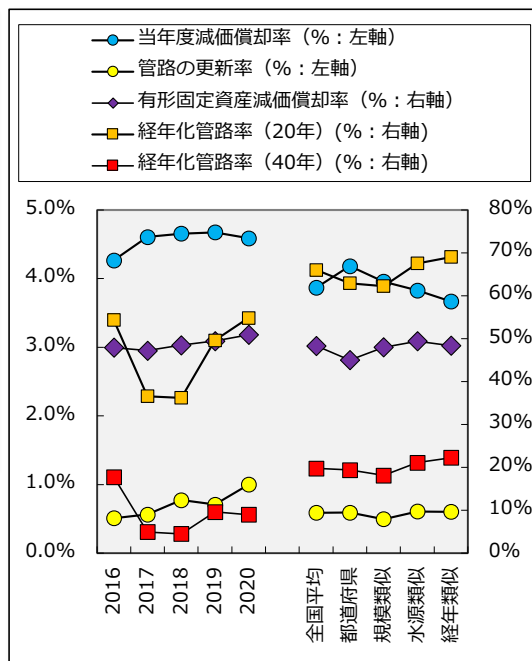 当年度減価償却率（%：左軸）
管路の更新率（%：左軸）
有形固定資産減価償却率（%：右軸）
経年化管路率（20年）(%：右軸)
経年化管路率（40年）(%：右軸)
5.0%
4.0%
3.0%
2.0%
1.0%
0.0%
80%
70%
60%
50%
40%
30%
20%
10%
0%
2016
2017
2018
2019
2020
全国平均
都道府県
規模類似
水源類似
経年類似